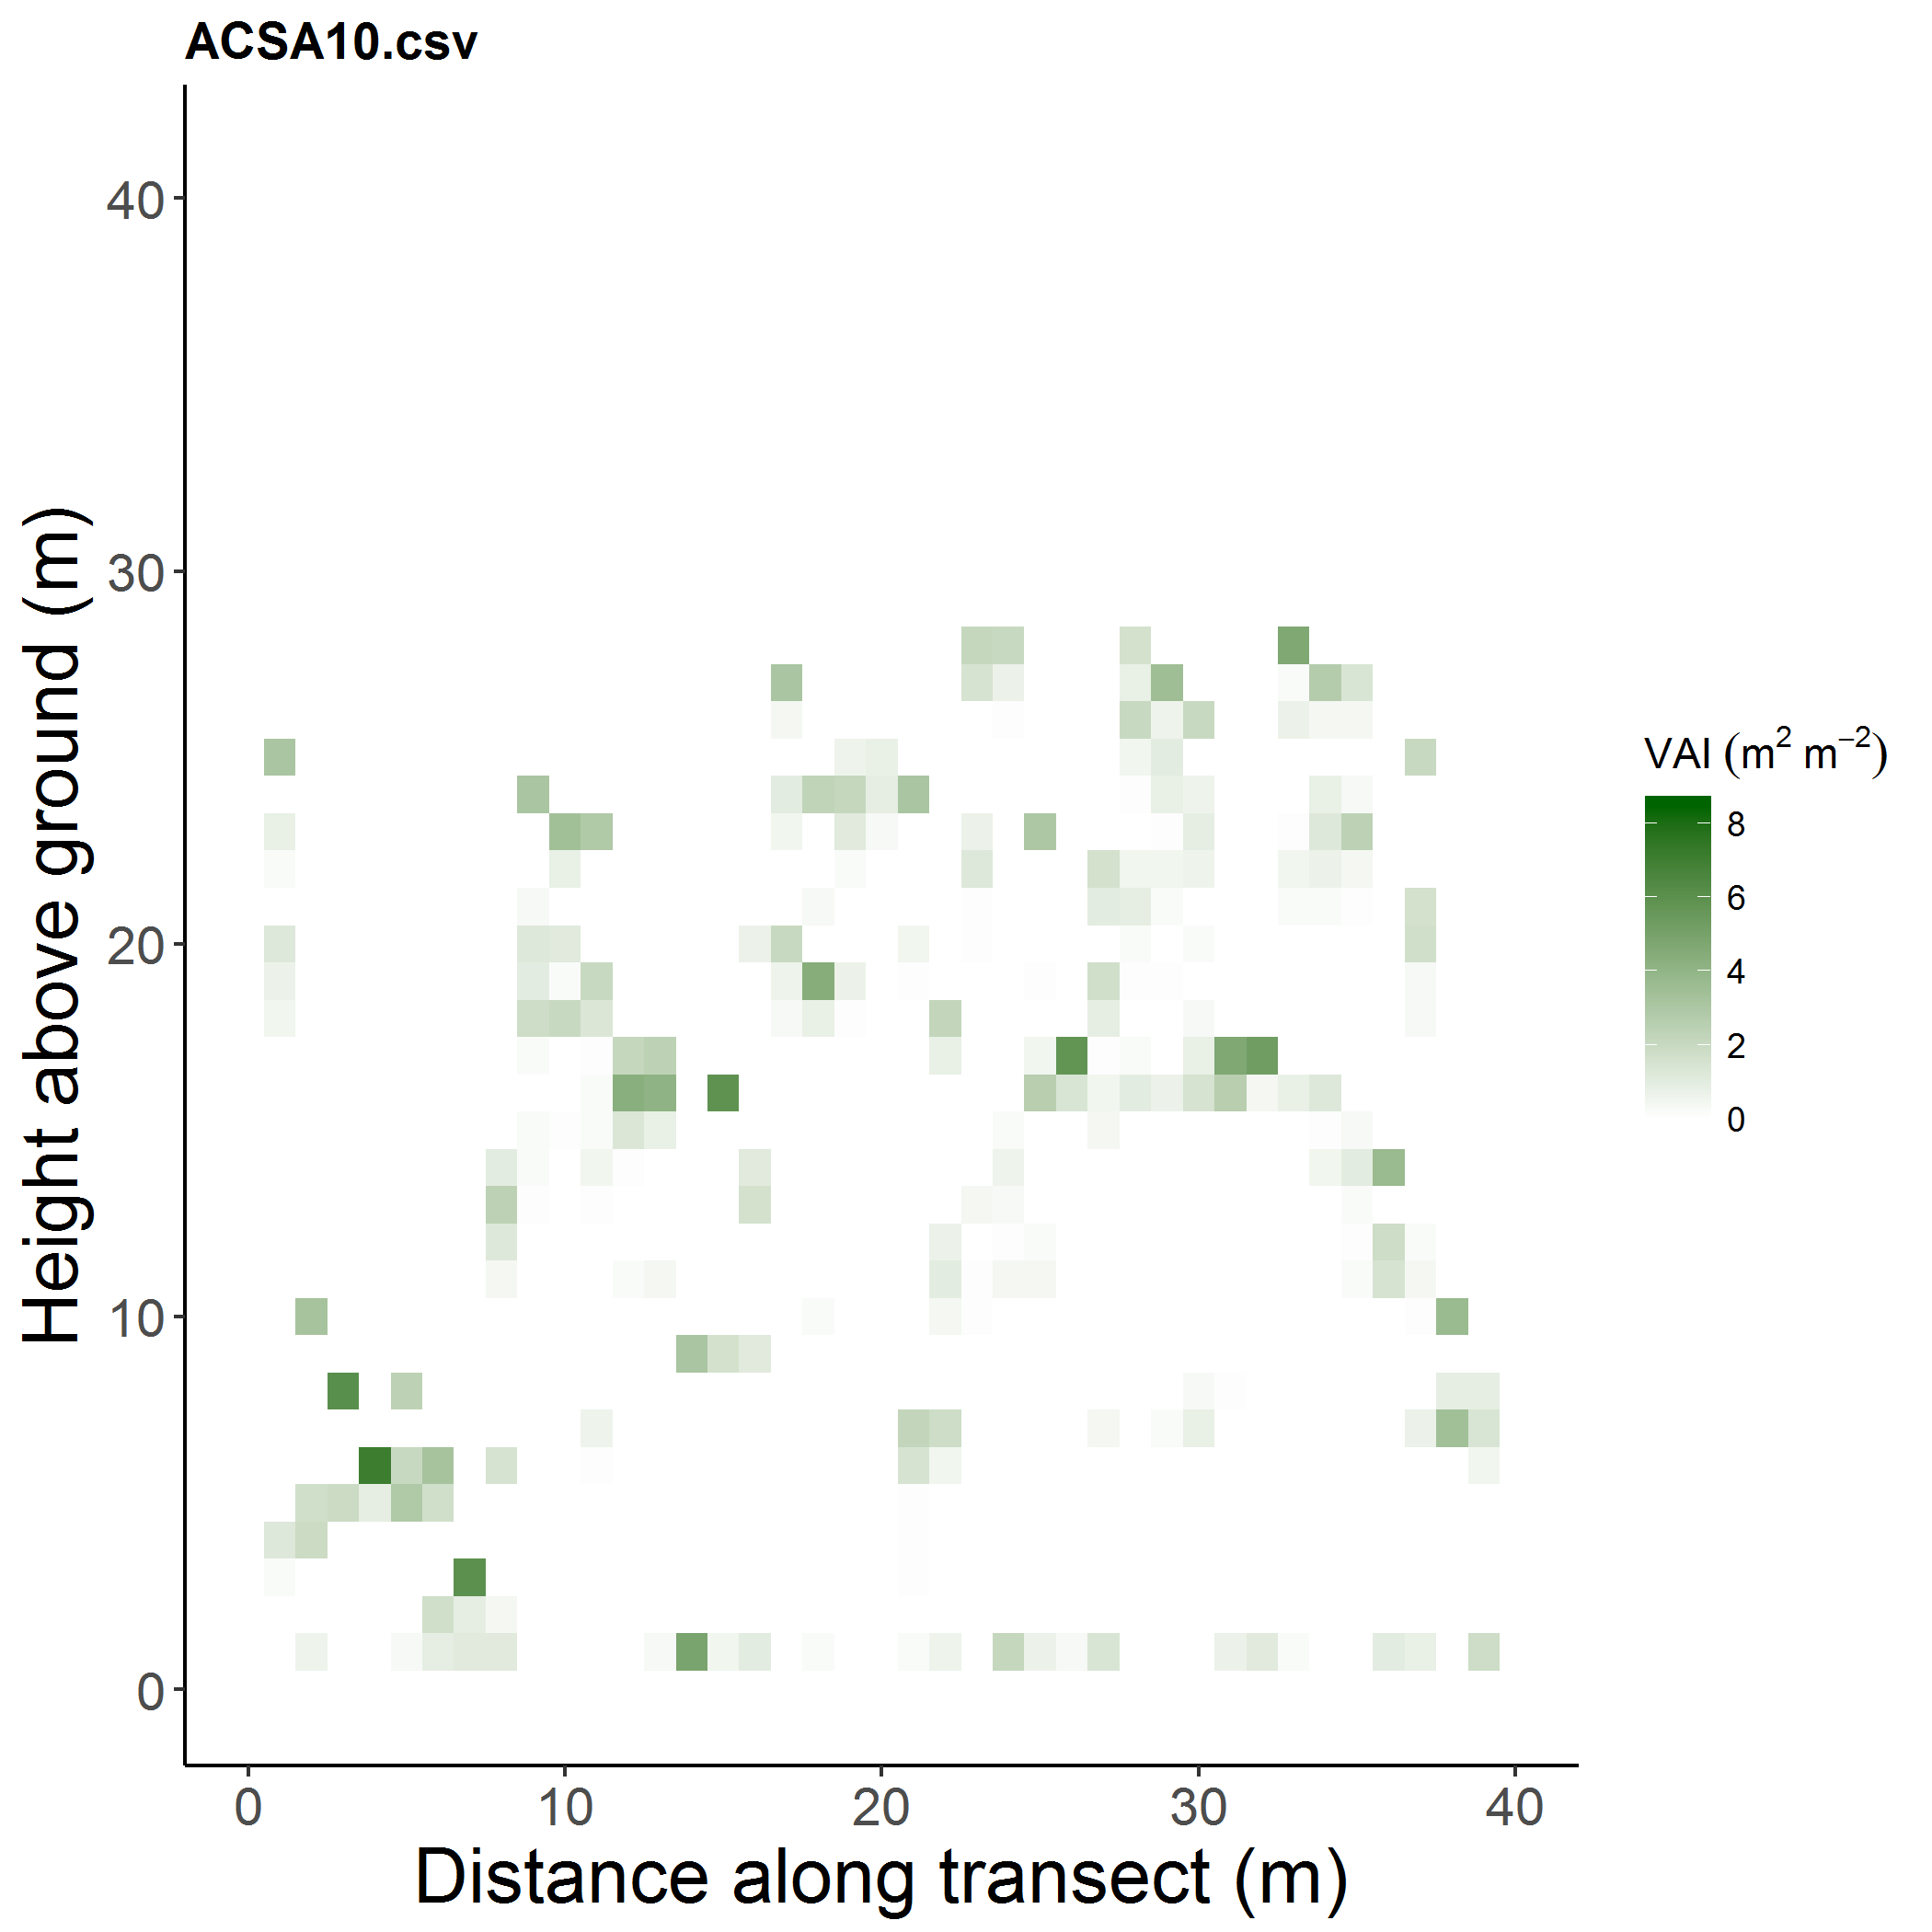 ACSA10.csv
Height above ground (m)
40
30
20
10
0
0 10 20 30 40
Distance along transect (m)
VAI (m² m⁻²)
8
6
4
2
0